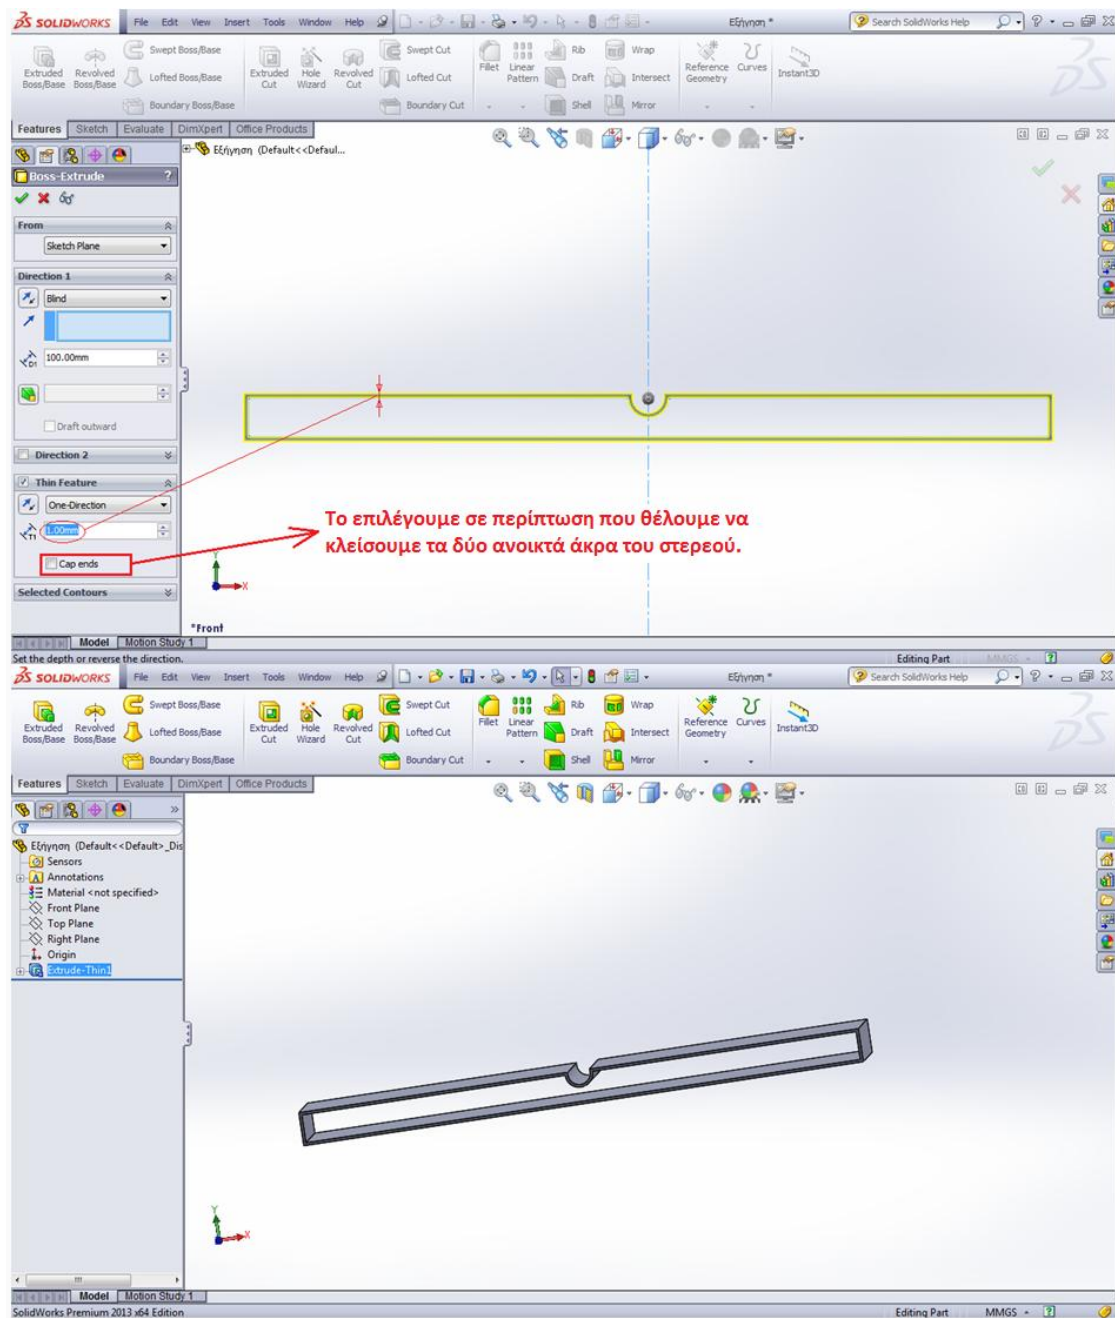 SOLIDWORKS File Edit View Insert Tools Window Help Εξήγηση * Search SolidWorks Help
Extruded Boss/Base Revolved Boss/Base Swept Boss/Base Lofted Boss/Base Boundary Boss/Base Extruded Cut Hole Wizard Revolved Cut Swept Cut Lofted Cut Boundary Cut Fillet Linear Pattern Rib Draft Shell Wrap Intersect Mirror Reference Geometry Curves Instant3D
Features Sketch Evaluate DimXpert Office Products
Εξήγηση (Default<<Defaul...
Boss-Extrude ?
From
Sketch Plane
Direction 1
Blind
D1 100.00mm
Draft outward
Direction 2
Thin Feature
One-Direction
T1 1.00mm
Cap ends
Selected Contours
Το επιλέγουμε σε περίπτωση που θέλουμε να
κλείσουμε τα δύο ανοικτά άκρα του στερεού.
Y
X
*Front
Model Motion Study 1
Set the depth or reverse the direction. Editing Part MMGS
SOLIDWORKS File Edit View Insert Tools Window Help Εξήγηση * Search SolidWorks Help
Extruded Boss/Base Revolved Boss/Base Swept Boss/Base Lofted Boss/Base Boundary Boss/Base Extruded Cut Hole Wizard Revolved Cut Swept Cut Lofted Cut Boundary Cut Fillet Linear Pattern Rib Draft Shell Wrap Intersect Mirror Reference Geometry Curves Instant3D
Features Sketch Evaluate DimXpert Office Products
Εξήγηση (Default<<Default>_Dis
Sensors
Annotations
Material <not specified>
Front Plane
Top Plane
Right Plane
Origin
Extrude-Thin1
Y
X
Model Motion Study 1
SolidWorks Premium 2013 x64 Edition Editing Part MMGS